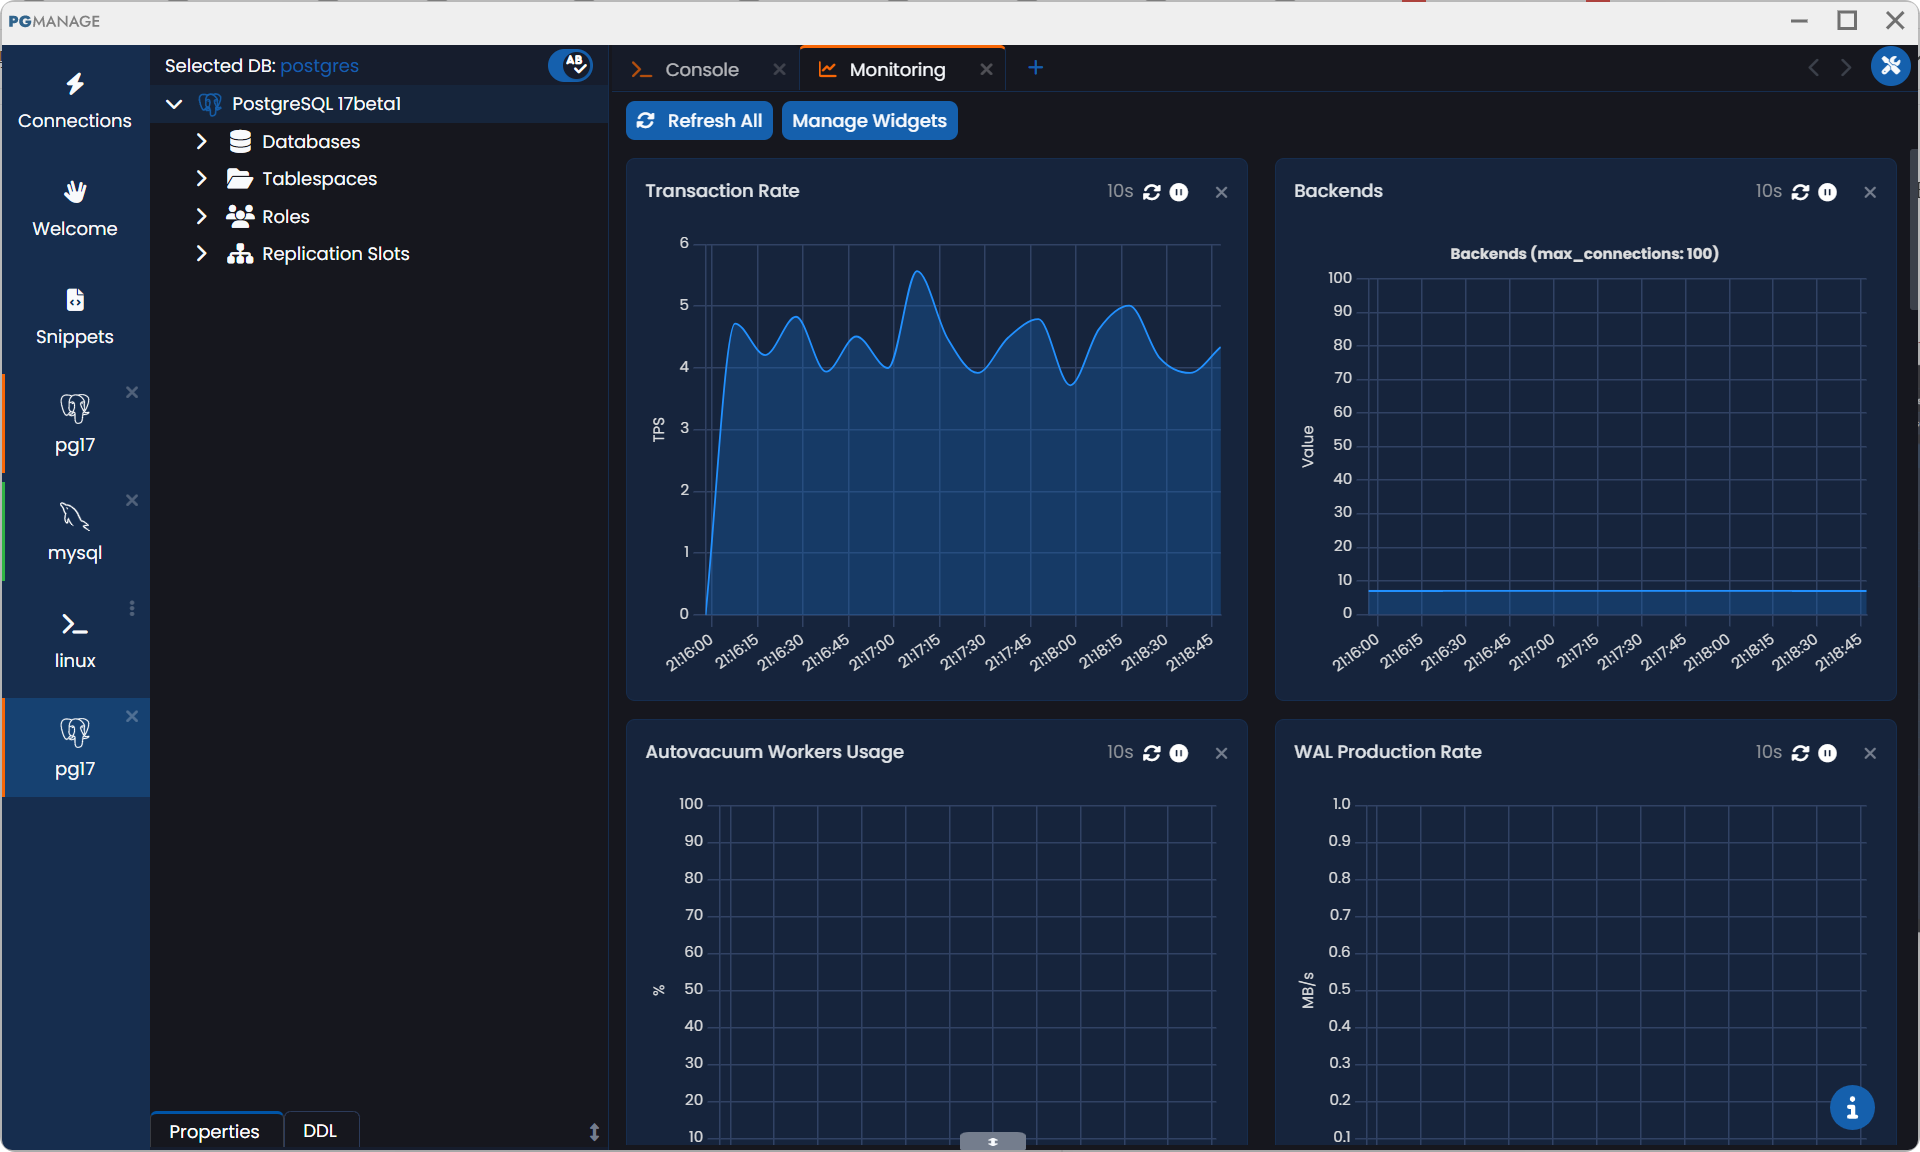 PGMANAGE
Connections
Welcome
Snippets
pg17
mysql
linux
pg17
Selected DB: postgres
AB
PostgreSQL 17beta1
Databases
Tablespaces
Roles
Replication Slots
Properties
DDL
Console
Monitoring
Refresh All
Manage Widgets
Transaction Rate
10s
6
5
4
3
2
1
0
TPS
21:16:00
21:16:15
21:16:30
21:16:45
21:17:00
21:17:15
21:17:30
21:17:45
21:18:00
21:18:15
21:18:30
21:18:45
Backends
10s
Backends (max_connections: 100)
100
90
80
70
60
50
40
30
20
10
0
Value
21:16:00
21:16:15
21:16:30
21:16:45
21:17:00
21:17:15
21:17:30
21:17:45
21:18:00
21:18:15
21:18:30
21:18:45
Autovacuum Workers Usage
10s
100
90
80
70
60
50
40
30
20
10
%
WAL Production Rate
10s
1.0
0.9
0.8
0.7
0.6
0.5
0.4
0.3
0.2
0.1
MB/s